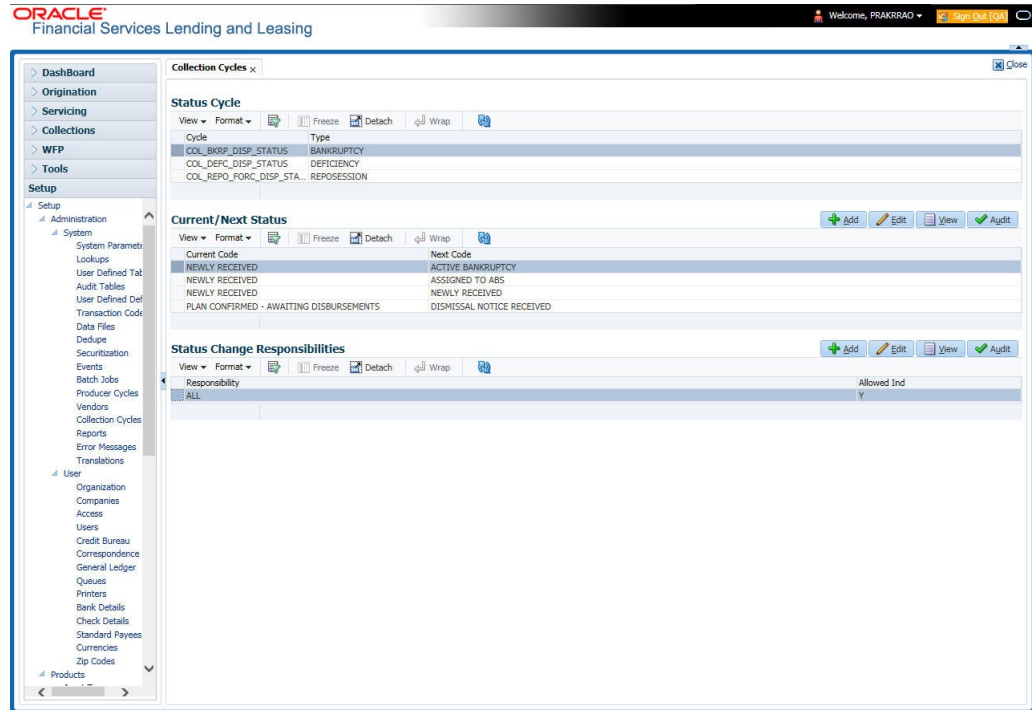 ORACLE
Financial Services Lending and Leasing
Welcome, PRAKRRAO
Sign Out [QA]
DashBoard
Origination
Servicing
Collections
WFP
Tools
Setup
Setup
Administration
System
System Paramete
Lookups
User Defined Tab
Audit Tables
User Defined Def
Transaction Code
Data Files
Dedupe
Securitization
Events
Batch Jobs
Producer Cycles
Vendors
Collection Cycles
Reports
Error Messages
Translations
User
Organization
Companies
Access
Users
Credit Bureau
Correspondence
General Ledger
Queues
Printers
Bank Details
Check Details
Standard Payees
Currencies
Zip Codes
Products
Collection Cycles x
Close
Status Cycle
View Format Freeze Detach Wrap
Cycle Type
COL_BKRP_DISP_STATUS BANKRUPTCY
COL_DEFC_DISP_STATUS DEFICIENCY
COL_REPO_FORC_DISP_STA... REPOSESSION
Current/Next Status
Add Edit View Audit
View Format Freeze Detach Wrap
Current Code Next Code
NEWLY RECEIVED ACTIVE BANKRUPTCY
NEWLY RECEIVED ASSIGNED TO ABS
NEWLY RECEIVED NEWLY RECEIVED
PLAN CONFIRMED - AWAITING DISBURSEMENTS DISMISSAL NOTICE RECEIVED
Status Change Responsibilities
Add Edit View Audit
View Format Freeze Detach Wrap
Responsibility Allowed Ind
ALL Y